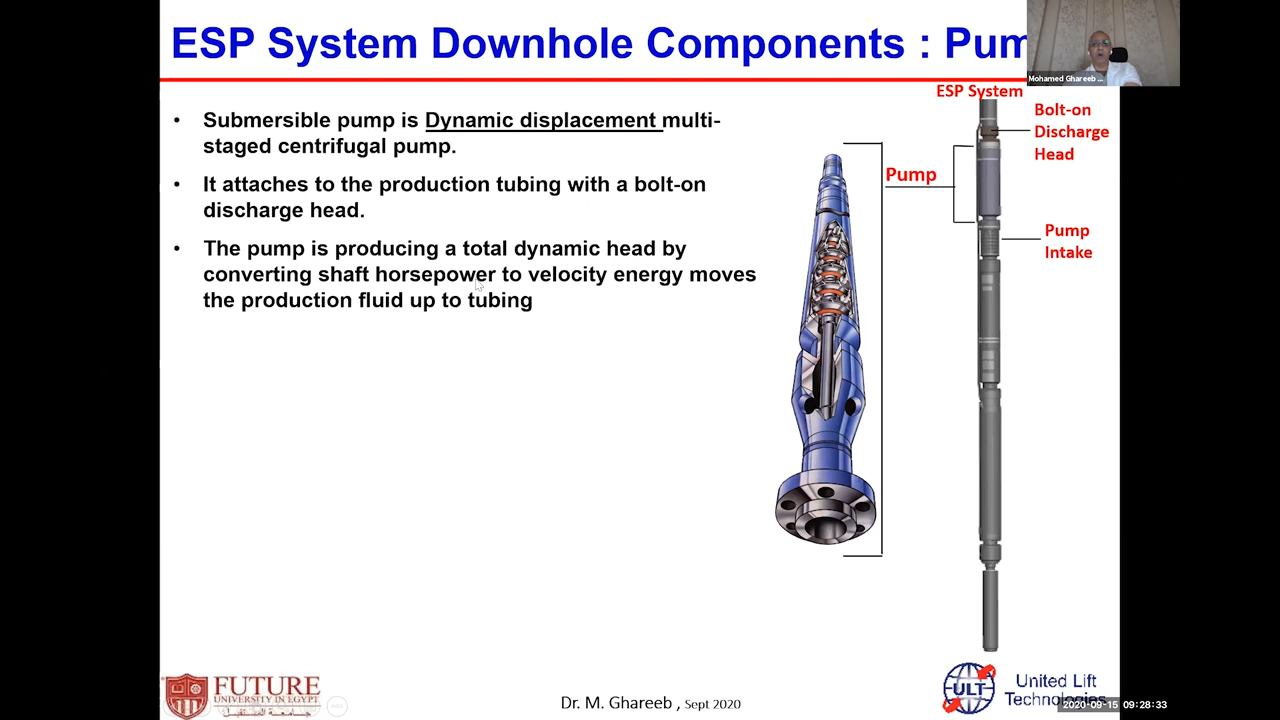 ESP System Downhole Components : Pum
Mohamed Ghareeb ...
ESP System
Bolt-on
Discharge
Head
• Submersible pump is Dynamic displacement multi-
staged centrifugal pump.
Pump
• It attaches to the production tubing with a bolt-on
discharge head.
Pump
Intake
• The pump is producing a total dynamic head by
converting shaft horsepower to velocity energy moves
the production fluid up to tubing
FUTURE
UNIVERSITY IN EGYPT
جامعة المستقبل
Dr. M. Ghareeb , Sept 2020
ULT
United Lift
Technologies
2020-09-15 09:28:33